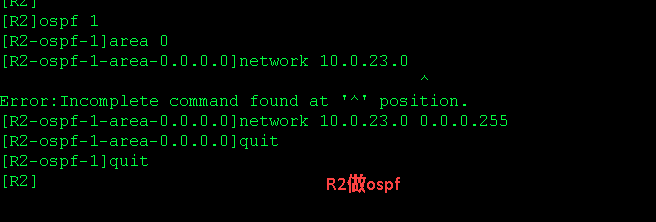 [R2]
[R2]ospf 1
[R2-ospf-1]area 0
[R2-ospf-1-area-0.0.0.0]network 10.0.23.0
^
Error:Incomplete command found at '^' position.
[R2-ospf-1-area-0.0.0.0]network 10.0.23.0 0.0.0.255
[R2-ospf-1-area-0.0.0.0]quit
[R2-ospf-1]quit
[R2]
R2做ospf